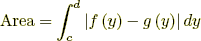 Area = ∫_c^d |f (y) − g (y)| dy